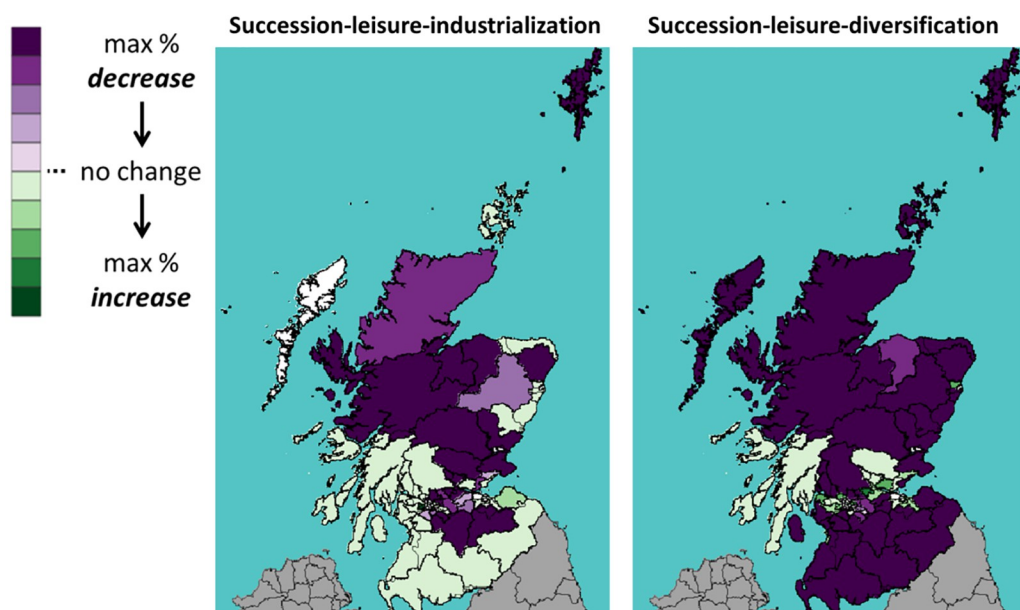 Succession-leisure-industrialization
Succession-leisure-diversification
max %
decrease
... no change
max %
increase